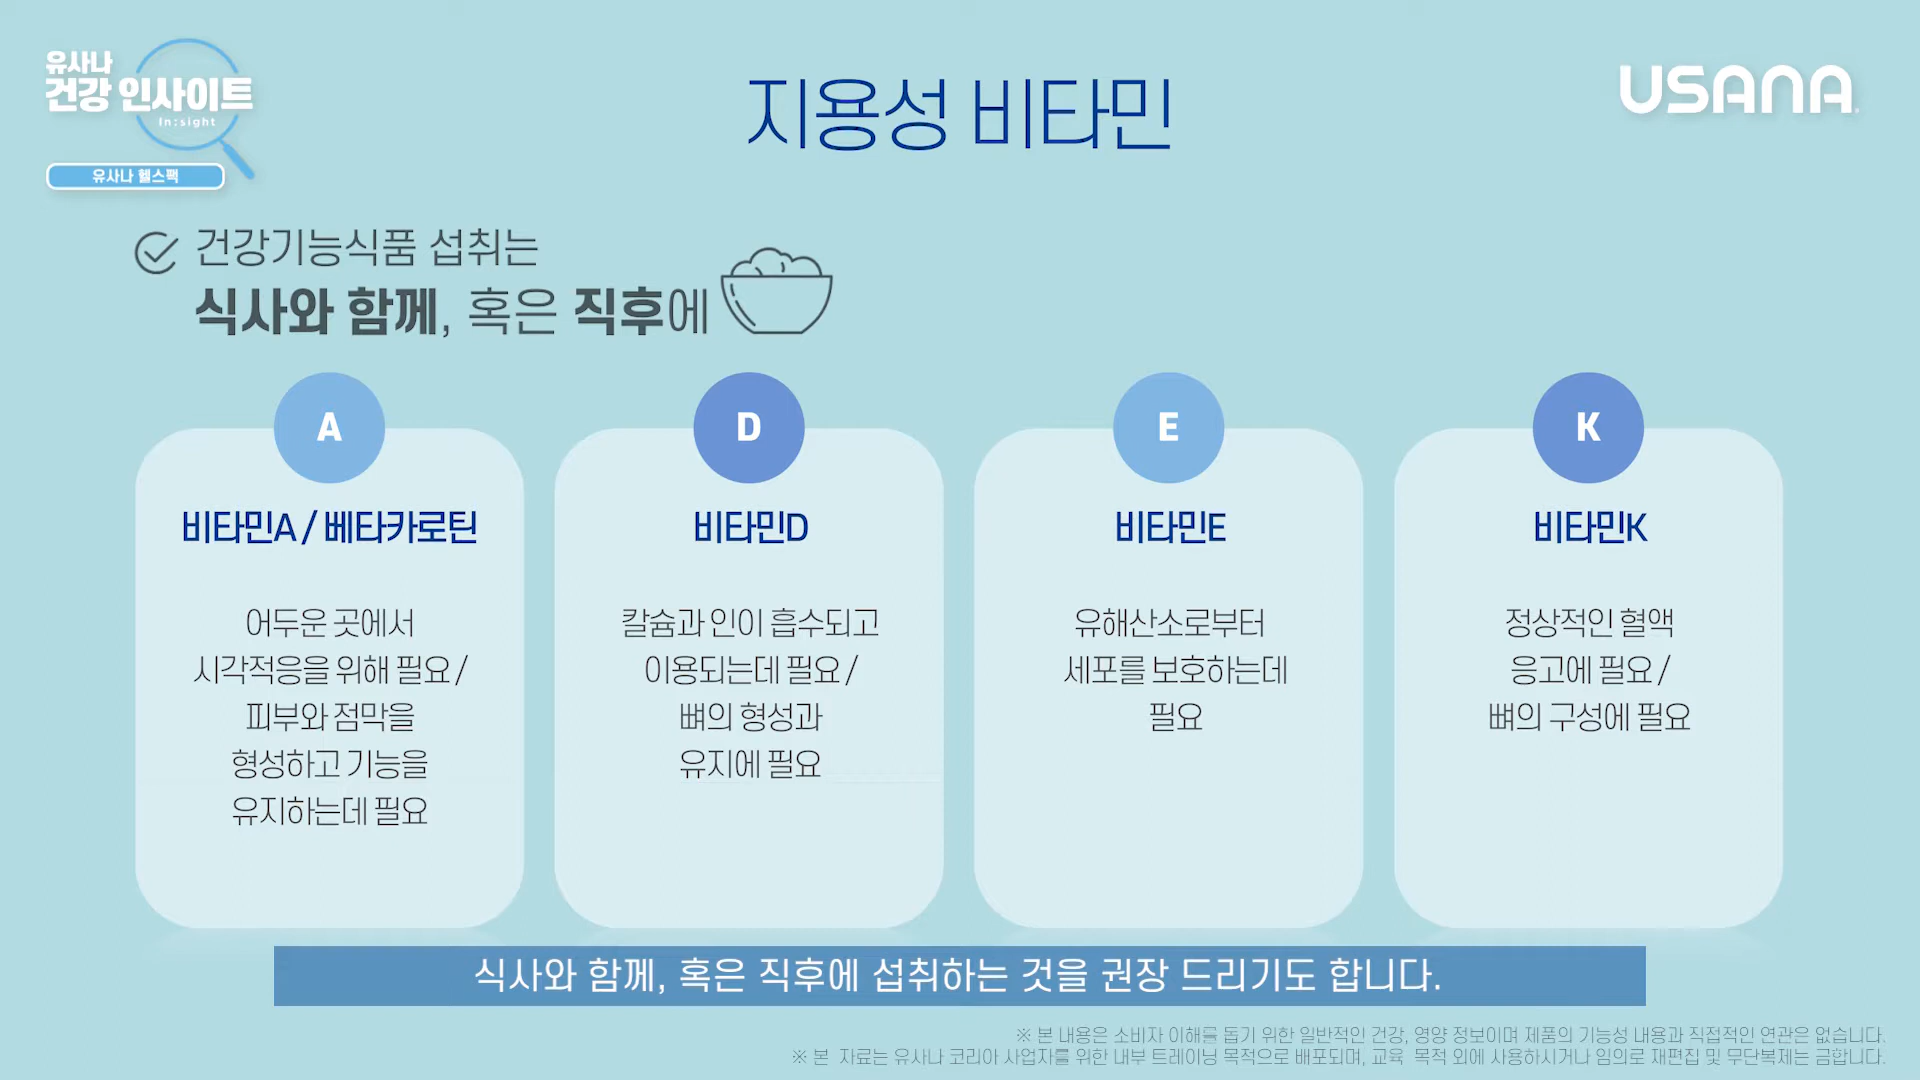 유사나
건강 인사이트
In:sight
유사나 헬스팩
지용성 비타민
USANA
건강기능식품 섭취는
식사와 함께, 혹은 직후에
A
비타민A / 베타카로틴
어두운 곳에서
시각적응을 위해 필요 /
피부와 점막을
형성하고 기능을
유지하는데 필요
D
비타민D
칼슘과 인이 흡수되고
이용되는데 필요 /
뼈의 형성과
유지에 필요
E
비타민E
유해산소로부터
세포를 보호하는데
필요
K
비타민K
정상적인 혈액
응고에 필요 /
뼈의 구성에 필요
식사와 함께, 혹은 직후에 섭취하는 것을 권장 드리기도 합니다.
※ 본 내용은 소비자 이해를 돕기 위한 일반적인 건강, 영양 정보이며 제품의 기능성 내용과 직접적인 연관은 없습니다.
※ 본 자료는 유사나 코리아 사업자를 위한 내부 트레이닝 목적으로 배포되며, 교육 목적 외에 사용하시거나 임의로 재편집 및 무단복제는 금합니다.